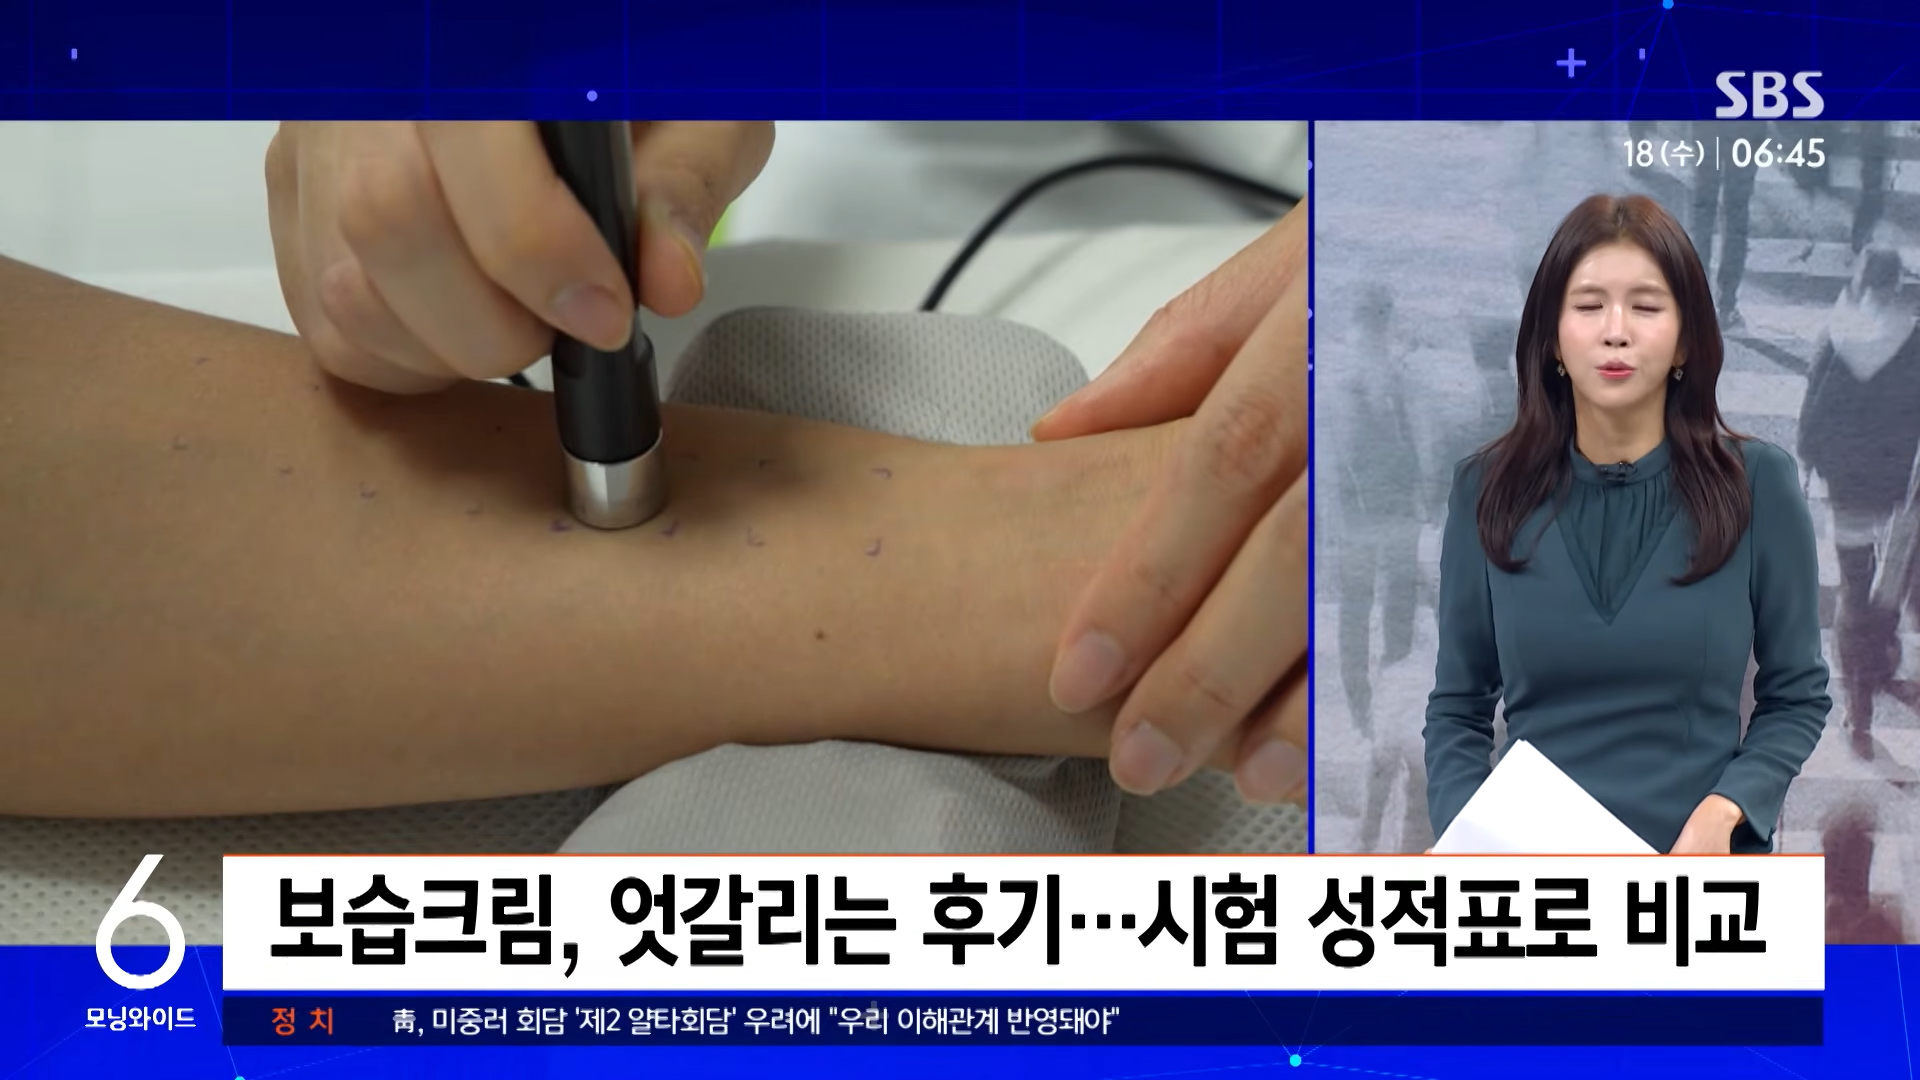 SBS
18(수) | 06:45
보습크림, 엇갈리는 후기…시험 성적표로 비교
6
모닝와이드
정 치
靑, 미중러 회담 '제2 얄타회담' 우려에 "우리 이해관계 반영돼야"